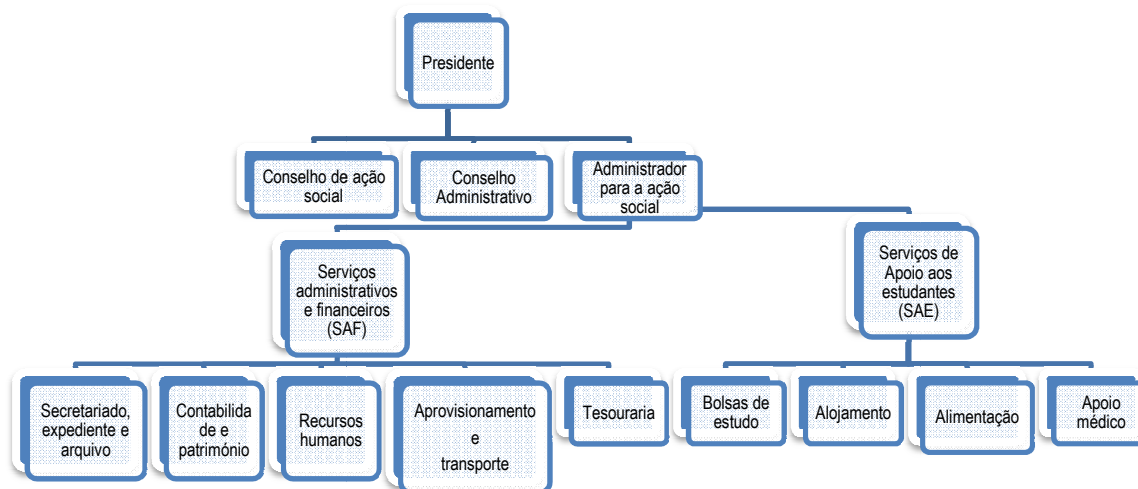 Presidente
Conselho de ação
social
Conselho
Administrativo
Administrador
para a ação
social
Serviços
administrativos
e financeiros
(SAF)
Serviços de
Apoio aos
estudantes
(SAE)
Secretariado,
expediente e
arquivo
Contabilida
de e
património
Recursos
humanos
Aprovisionamento
e
transporte
Tesouraria
Bolsas de
estudo
Alojamento
Alimentação
Apoio
médico